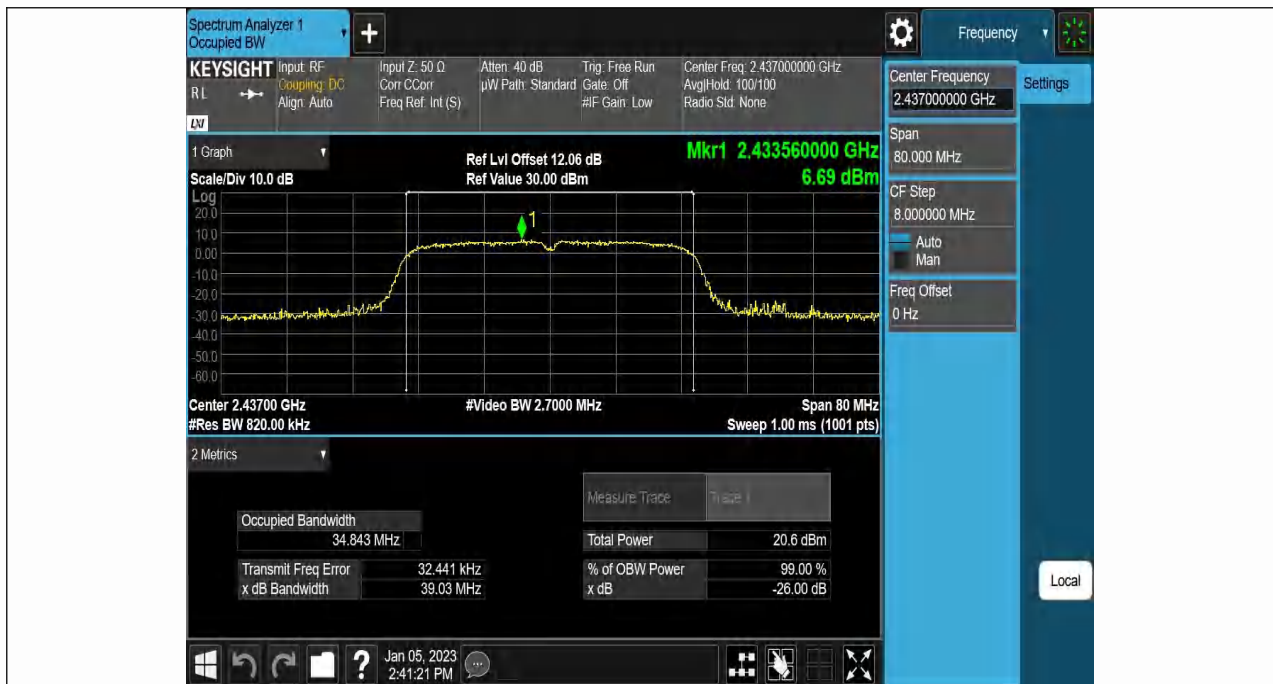 Spectrum Analyzer 1
Occupied BW
+
Frequency
KEYSIGHT
RL
LXI
Input: RF
Coupling: DC
Align: Auto
Input Z: 50 Ω
Corr CCorr
Freq Ref: Int (S)
Atten: 40 dB
µW Path: Standard
Trig: Free Run
Gate: Off
#IF Gain: Low
Center Freq: 2.437000000 GHz
Avg|Hold: 100/100
Radio Std: None
Center Frequency
2.437000000 GHz
Settings
Span
80.000 MHz
CF Step
8.000000 MHz
Auto
Man
Freq Offset
0 Hz
Local
1 Graph
Scale/Div 10.0 dB
Ref Lvl Offset 12.06 dB
Ref Value 30.00 dBm
Mkr1 2.433560000 GHz
6.69 dBm
Log
20.0
10.0
0.00
-10.0
-20.0
-30.0
-40.0
-50.0
-60.0
1
Center 2.43700 GHz
#Res BW 820.00 kHz
#Video BW 2.7000 MHz
Span 80 MHz
Sweep 1.00 ms (1001 pts)
2 Metrics
Measure Trace
Trace 1
Occupied Bandwidth
34.843 MHz
Total Power
20.6 dBm
Transmit Freq Error
32.441 kHz
% of OBW Power
99.00 %
x dB Bandwidth
39.03 MHz
x dB
-26.00 dB
?
Jan 05, 2023
2:41:21 PM